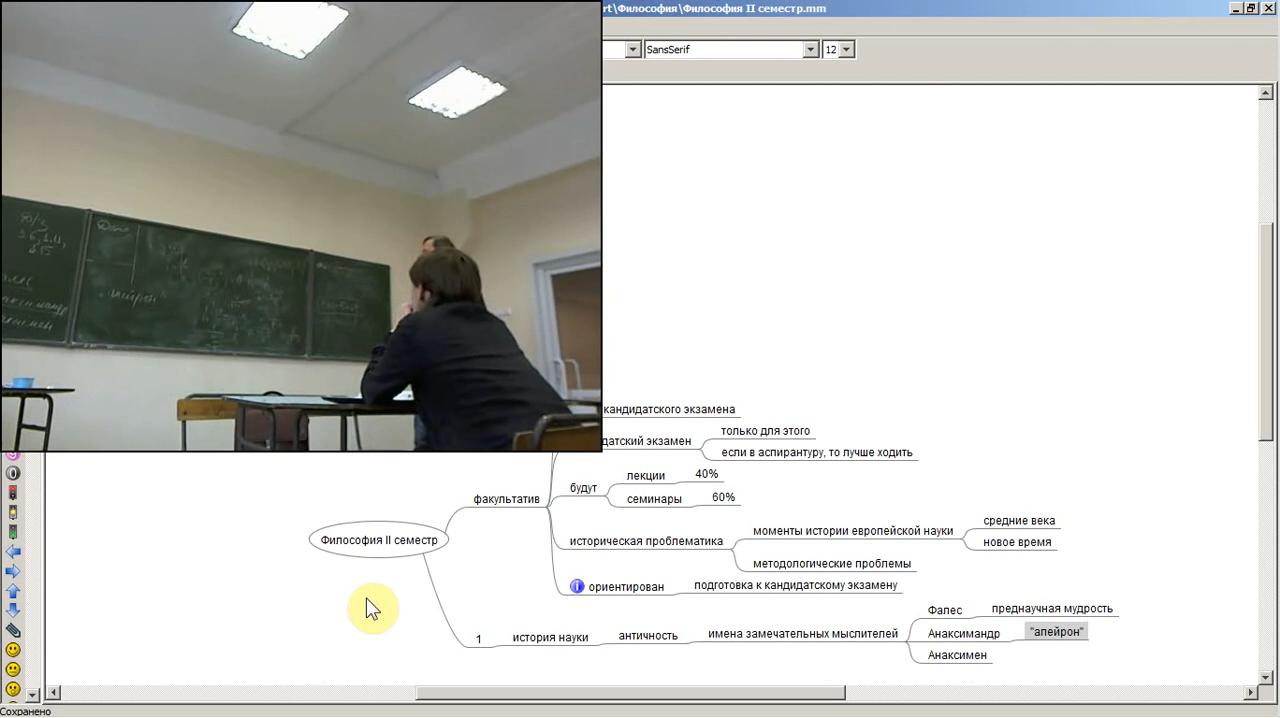 rt\Философия\Философия II семестр.mm
SansSerif
12
кандидатского экзамена
датский экзамен
только для этого
если в аспирантуру, то лучше ходить
будут
лекции
40%
семинары
60%
факультатив
Философия II семестр
историческая проблематика
моменты истории европейской науки
средние века
новое время
методологические проблемы
ориентирован
подготовка к кандидатскому экзамену
1
история науки
античность
имена замечательных мыслителей
Фалес
преднаучная мудрость
Анаксимандр
"апейрон"
Анаксимен
Сохранено